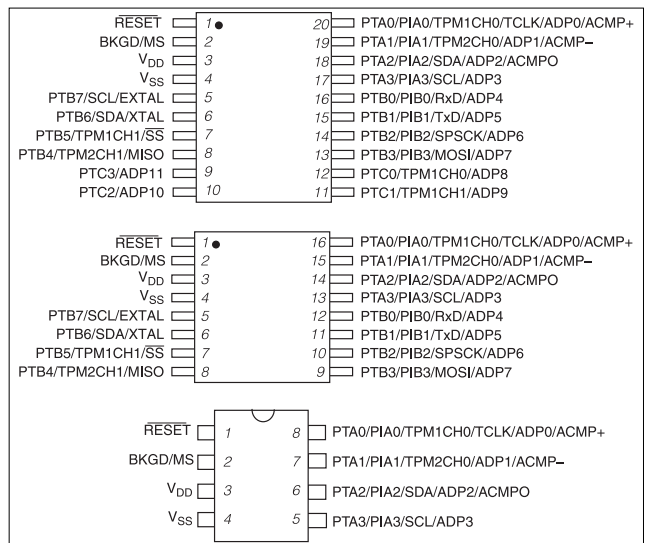 RESET 1 20 PTA0/PIA0/TPM1CH0/TCLK/ADP0/ACMP+
BKGD/MS 2 19 PTA1/PIA1/TPM2CH0/ADP1/ACMP–
VDD 3 18 PTA2/PIA2/SDA/ADP2/ACMPO
VSS 4 17 PTA3/PIA3/SCL/ADP3
PTB7/SCL/EXTAL 5 16 PTB0/PIB0/RxD/ADP4
PTB6/SDA/XTAL 6 15 PTB1/PIB1/TxD/ADP5
PTB5/TPM1CH1/SS 7 14 PTB2/PIB2/SPSCK/ADP6
PTB4/TPM2CH1/MISO 8 13 PTB3/PIB3/MOSI/ADP7
PTC3/ADP11 9 12 PTC0/TPM1CH0/ADP8
PTC2/ADP10 10 11 PTC1/TPM1CH1/ADP9
RESET 1 16 PTA0/PIA0/TPM1CH0/TCLK/ADP0/ACMP+
BKGD/MS 2 15 PTA1/PIA1/TPM2CH0/ADP1/ACMP–
VDD 3 14 PTA2/PIA2/SDA/ADP2/ACMPO
VSS 4 13 PTA3/PIA3/SCL/ADP3
PTB7/SCL/EXTAL 5 12 PTB0/PIB0/RxD/ADP4
PTB6/SDA/XTAL 6 11 PTB1/PIB1/TxD/ADP5
PTB5/TPM1CH1/SS 7 10 PTB2/PIB2/SPSCK/ADP6
PTB4/TPM2CH1/MISO 8 9 PTB3/PIB3/MOSI/ADP7
RESET 1 8 PTA0/PIA0/TPM1CH0/TCLK/ADP0/ACMP+
BKGD/MS 2 7 PTA1/PIA1/TPM2CH0/ADP1/ACMP–
VDD 3 6 PTA2/PIA2/SDA/ADP2/ACMPO
VSS 4 5 PTA3/PIA3/SCL/ADP3